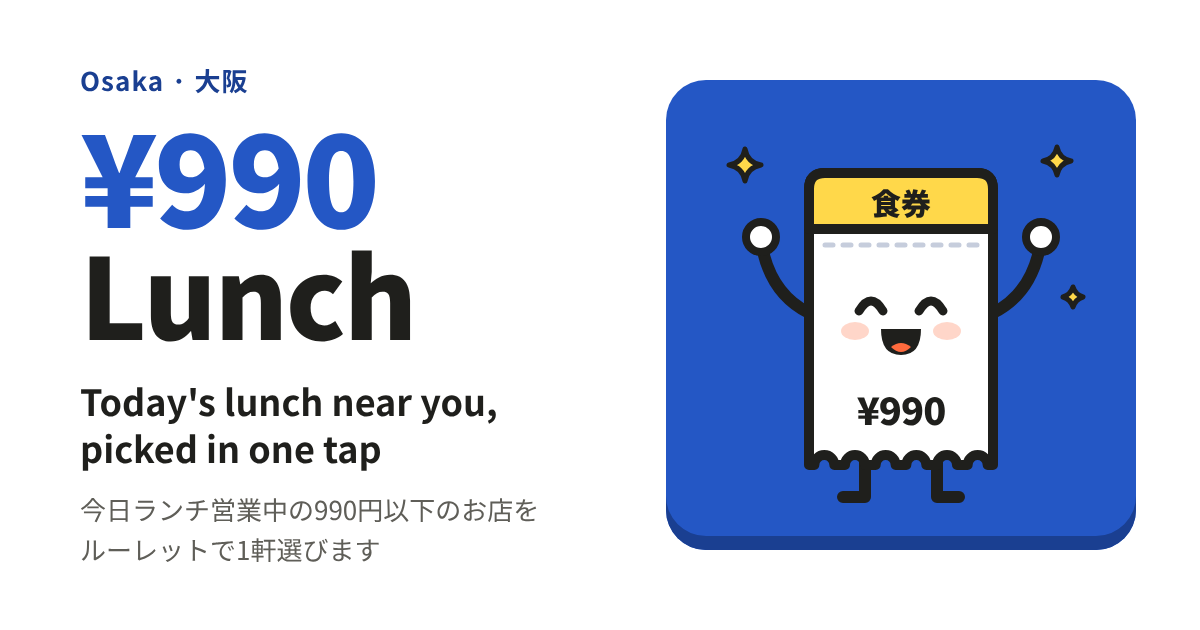 Osaka · 大阪
¥990
Lunch
Today's lunch near you,
picked in one tap
今日ランチ営業中の990円以下のお店を
ルーレットで1軒選びます
食券
¥990